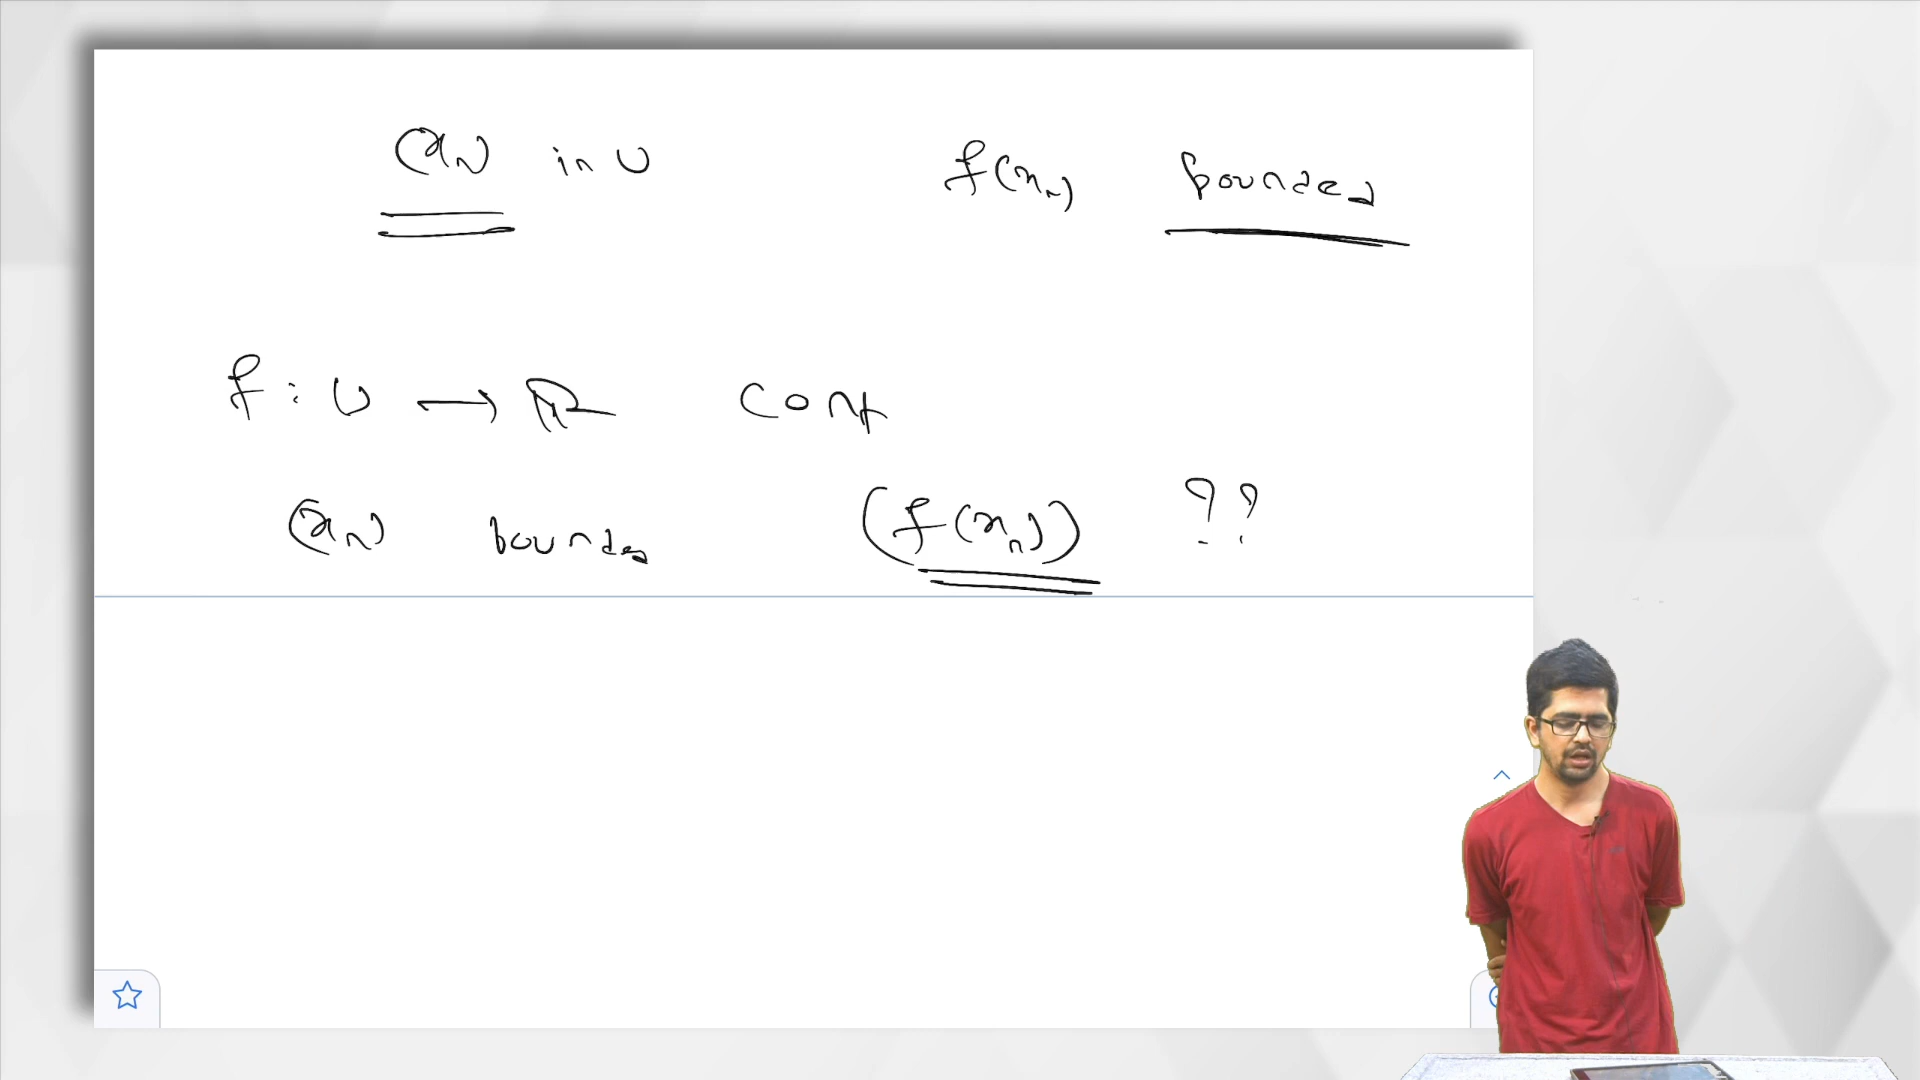 (xₙ) in U f(xₙ) bounded
f : U → ℝ cont
(xₙ) bounded (f(xₙ)) ??